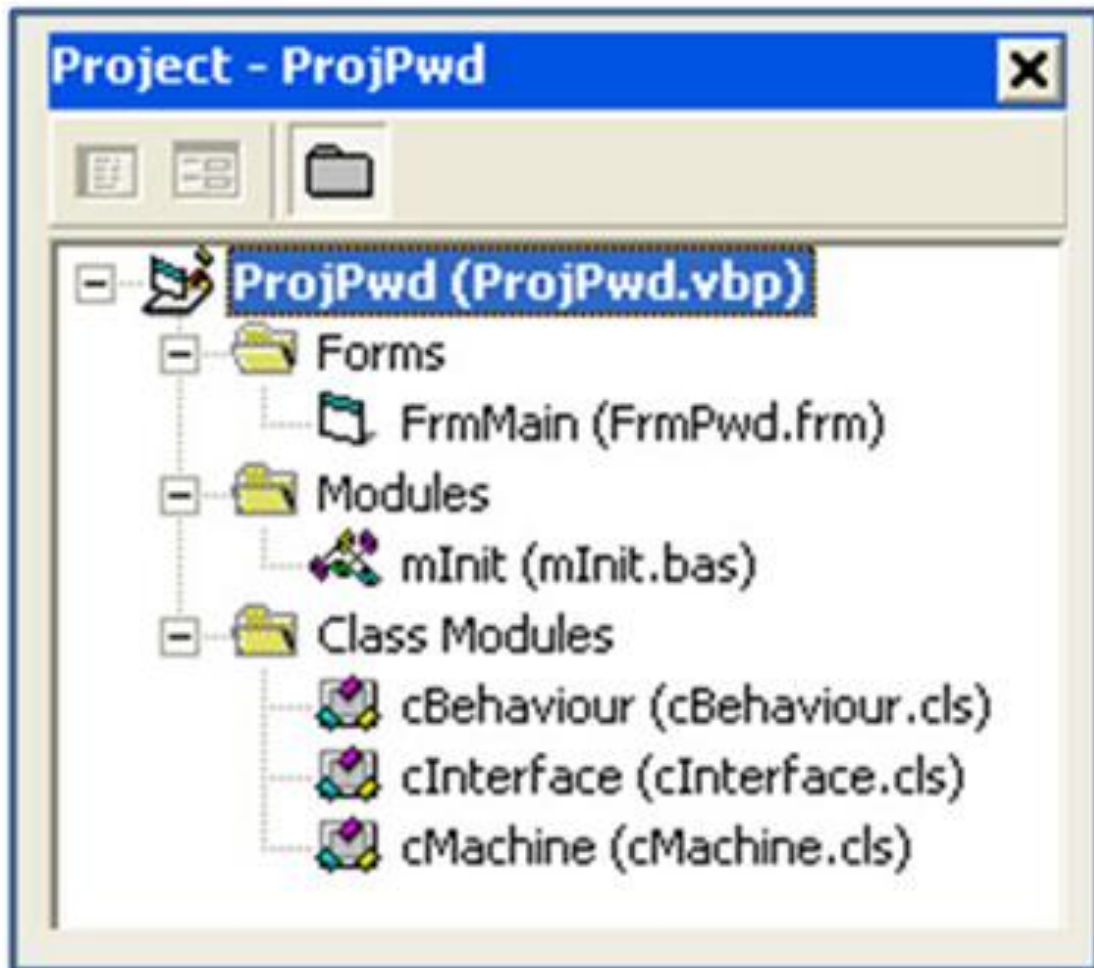 Project - ProjPwd
ProjPwd (ProjPwd.vbp)
Forms
FrmMain (FrmPwd.frm)
Modules
mInit (mInit.bas)
Class Modules
cBehaviour (cBehaviour.cls)
cInterface (cInterface.cls)
cMachine (cMachine.cls)